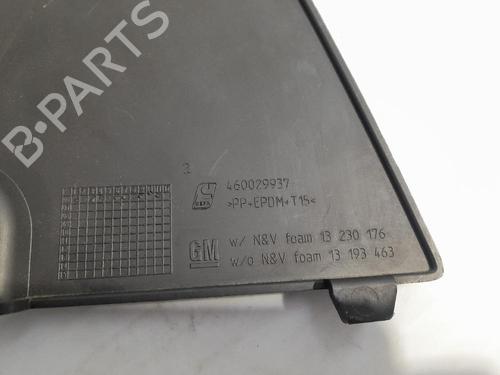 B-PARTS
2
460029937
>PP+EPDM+T15<
GM
w/ N&V foam 13 230 176
w/o N&V foam 13 193 463